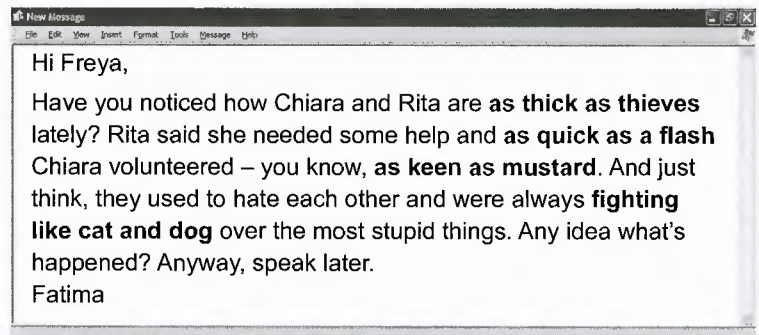 New Message
File Edit View Insert Format Tools Message Help
Hi Freya,
Have you noticed how Chiara and Rita are as thick as thieves
lately? Rita said she needed some help and as quick as a flash
Chiara volunteered – you know, as keen as mustard. And just
think, they used to hate each other and were always fighting
like cat and dog over the most stupid things. Any idea what's
happened? Anyway, speak later.
Fatima